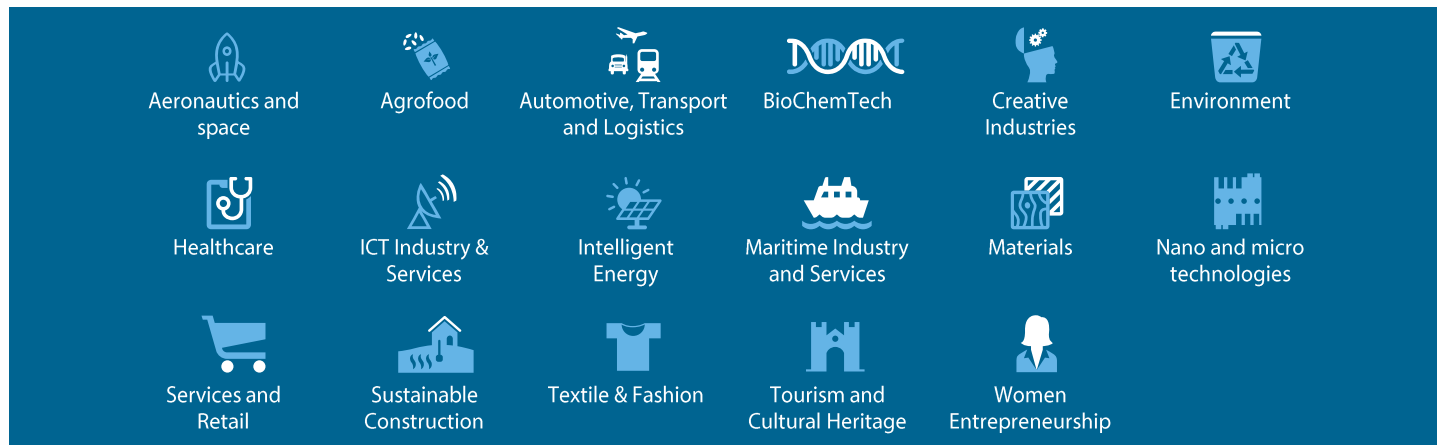 Aeronautics and
space
Agrofood
Automotive, Transport
and Logistics
BioChemTech
Creative
Industries
Environment
Healthcare
ICT Industry &
Services
Intelligent
Energy
Maritime Industry
and Services
Materials
Nano and micro
technologies
Services and
Retail
Sustainable
Construction
Textile & Fashion
Tourism and
Cultural Heritage
Women
Entrepreneurship